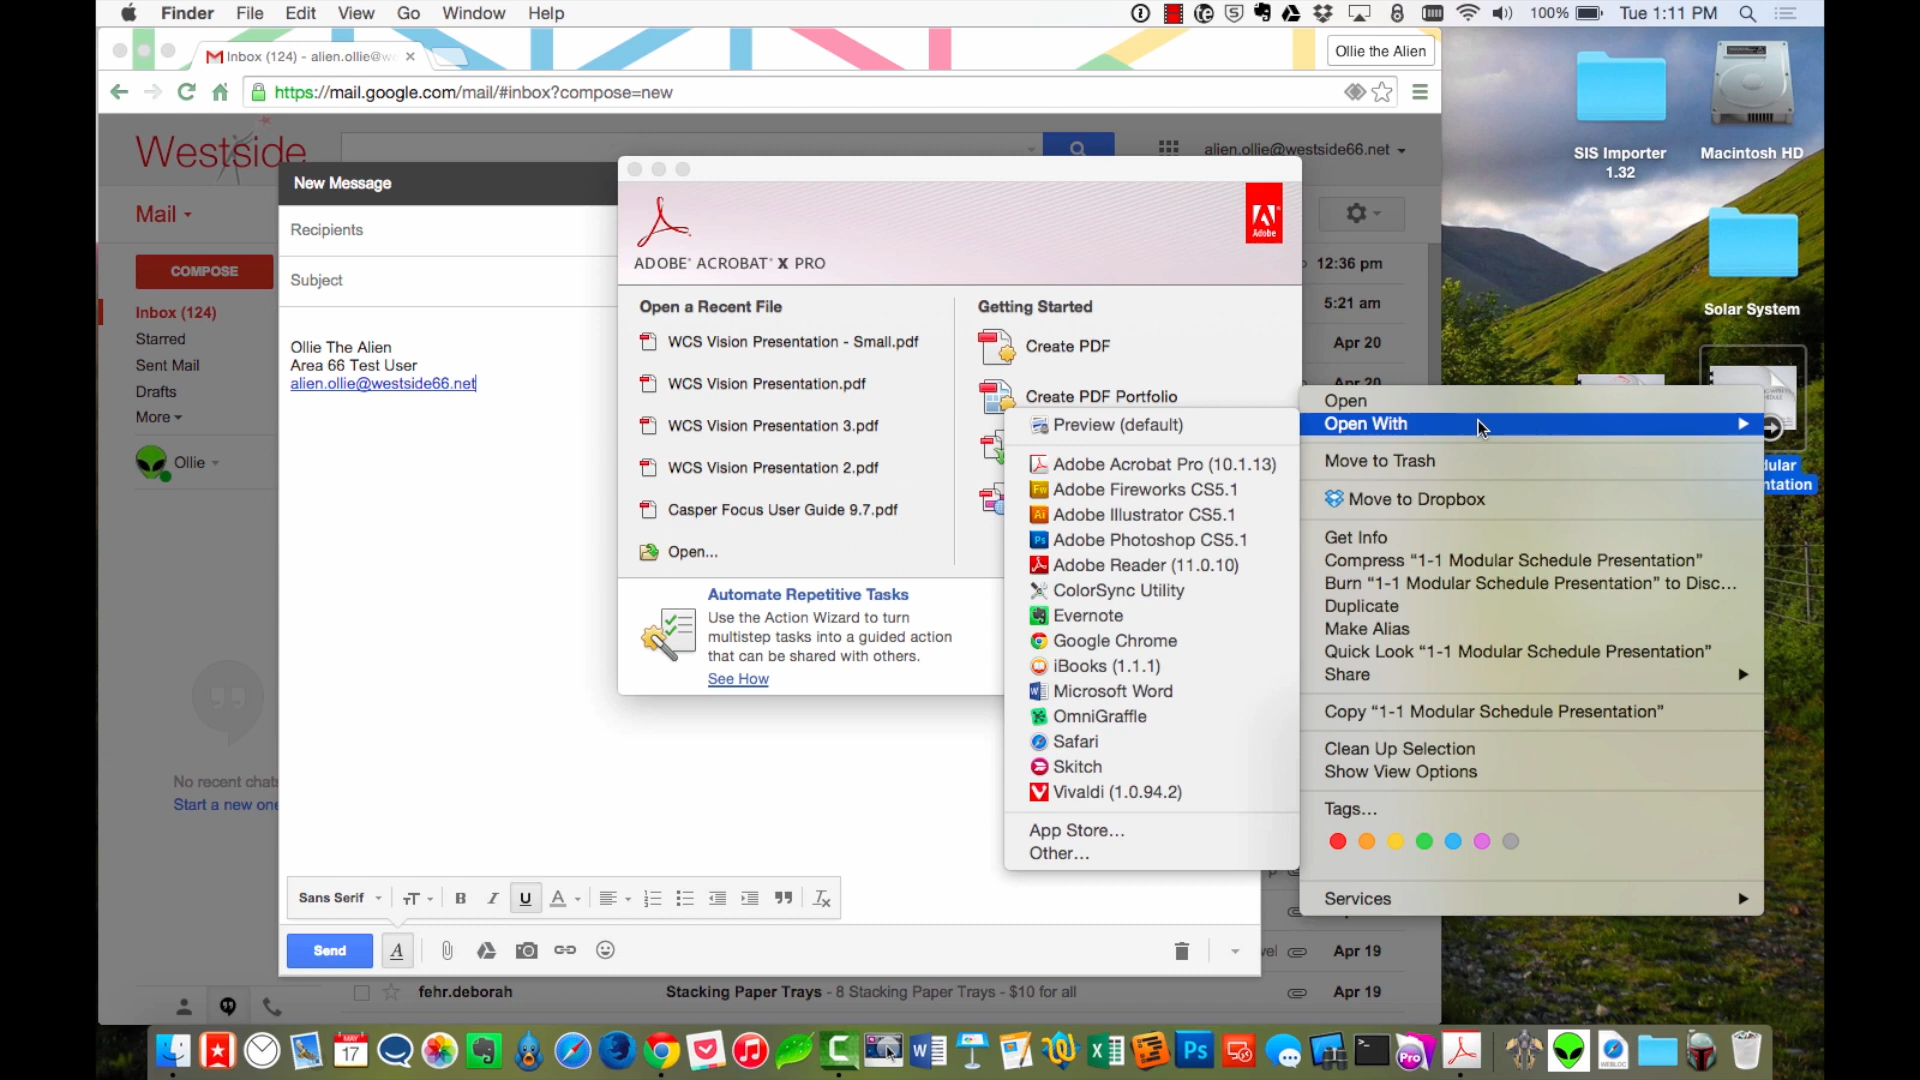 Finder File Edit View Go Window Help
100% Tue 1:11 PM
Inbox (124) - alien.ollie@w
Ollie the Alien
https://mail.google.com/mail/#inbox?compose=new
Westside
alien.ollie@westside66.net
Mail
COMPOSE
Inbox (124)
Starred
Sent Mail
Drafts
More
Ollie
No recent chats
Start a new one
New Message
Recipients
Subject
Ollie The Alien
Area 66 Test User
alien.ollie@westside66.net
Sans Serif
Send
ADOBE® ACROBAT® X PRO
Adobe
Open a Recent File
WCS Vision Presentation - Small.pdf
WCS Vision Presentation.pdf
WCS Vision Presentation 3.pdf
WCS Vision Presentation 2.pdf
Casper Focus User Guide 9.7.pdf
Open...
Getting Started
Create PDF
Create PDF Portfolio
Automate Repetitive Tasks
Use the Action Wizard to turn
multistep tasks into a guided action
that can be shared with others.
See How
Preview (default)
Adobe Acrobat Pro (10.1.13)
Adobe Fireworks CS5.1
Adobe Illustrator CS5.1
Adobe Photoshop CS5.1
Adobe Reader (11.0.10)
ColorSync Utility
Evernote
Google Chrome
iBooks (1.1.1)
Microsoft Word
OmniGraffle
Safari
Skitch
Vivaldi (1.0.94.2)
App Store...
Other...
Open
Open With
Move to Trash
Move to Dropbox
Get Info
Compress “1-1 Modular Schedule Presentation”
Burn “1-1 Modular Schedule Presentation” to Disc...
Duplicate
Make Alias
Quick Look “1-1 Modular Schedule Presentation”
Share
Copy “1-1 Modular Schedule Presentation”
Clean Up Selection
Show View Options
Tags...
Services
12:36 pm
5:21 am
Apr 20
Apr 20
Apr 19
fehr.deborah Stacking Paper Trays - 8 Stacking Paper Trays - $10 for all Apr 19
SIS Importer
1.32
Macintosh HD
Solar System
dular
ntation
MAY
17
Ps
Pro
WEBLOC